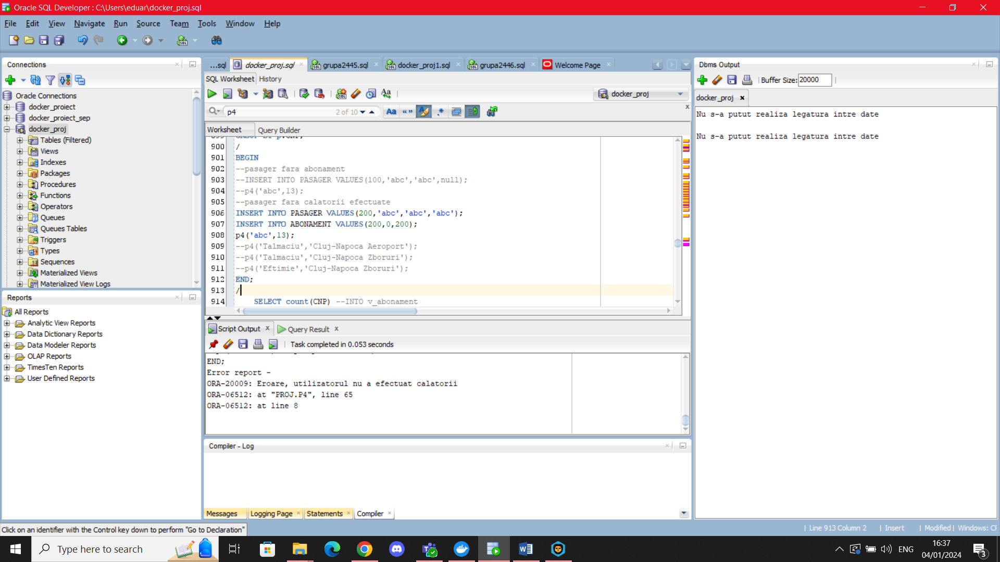 Oracle SQL Developer : C:\Users\eduar\docker_proj.sql
File Edit View Navigate Run Source Team Tools Window Help
Connections
Oracle Connections
docker_proiect
docker_proiect_sep
docker_proj
Tables (Filtered)
Views
Indexes
Packages
Procedures
Functions
Operators
Queues
Queues Tables
Triggers
Types
Sequences
Materialized Views
Materialized View Logs
Reports
All Reports
Analytic View Reports
Data Dictionary Reports
Data Modeler Reports
OLAP Reports
TimesTen Reports
User Defined Reports
...sql docker_proj.sql grupa2445.sql docker_proj1.sql grupa2446.sql Welcome Page
SQL Worksheet History
docker_proj
p4 2 of 10 Aa
Worksheet Query Builder
900 /
901 BEGIN
902 --pasager fara abonament
903 --INSERT INTO PASAGER VALUES(100,'abc','abc',null);
904 --p4('abc',13);
905 --pasager fara calatorii efectuate
906 INSERT INTO PASAGER VALUES(200,'abc','abc','abc');
907 INSERT INTO ABONAMENT VALUES(200,0,200);
908 p4('abc',13);
909 --p4('Talmaciu','Cluj-Napoca Aeroport');
910 --p4('Talmaciu','Cluj-Napoca Zboruri');
911 --p4('Eftimie','Cluj-Napoca Zboruri');
912 END;
913 /
914 SELECT count(CNP) --INTO v_abonament
Script Output Query Result
Task completed in 0.053 seconds
END;
Error report -
ORA-20009: Eroare, utilizatorul nu a efectuat calatorii
ORA-06512: at "PROJ.P4", line 65
ORA-06512: at line 8
Compiler - Log
Messages Logging Page Statements Compiler
Dbms Output
Buffer Size: 20000
docker_proj
Nu s-a putut realiza legatura intre date
Nu s-a putut realiza legatura intre date
Click on an identifier with the Control key down to perform "Go to Declaration"
Line 913 Column 2 Insert Modified Windows:
Type here to search
ENG
16:37
04/01/2024
3